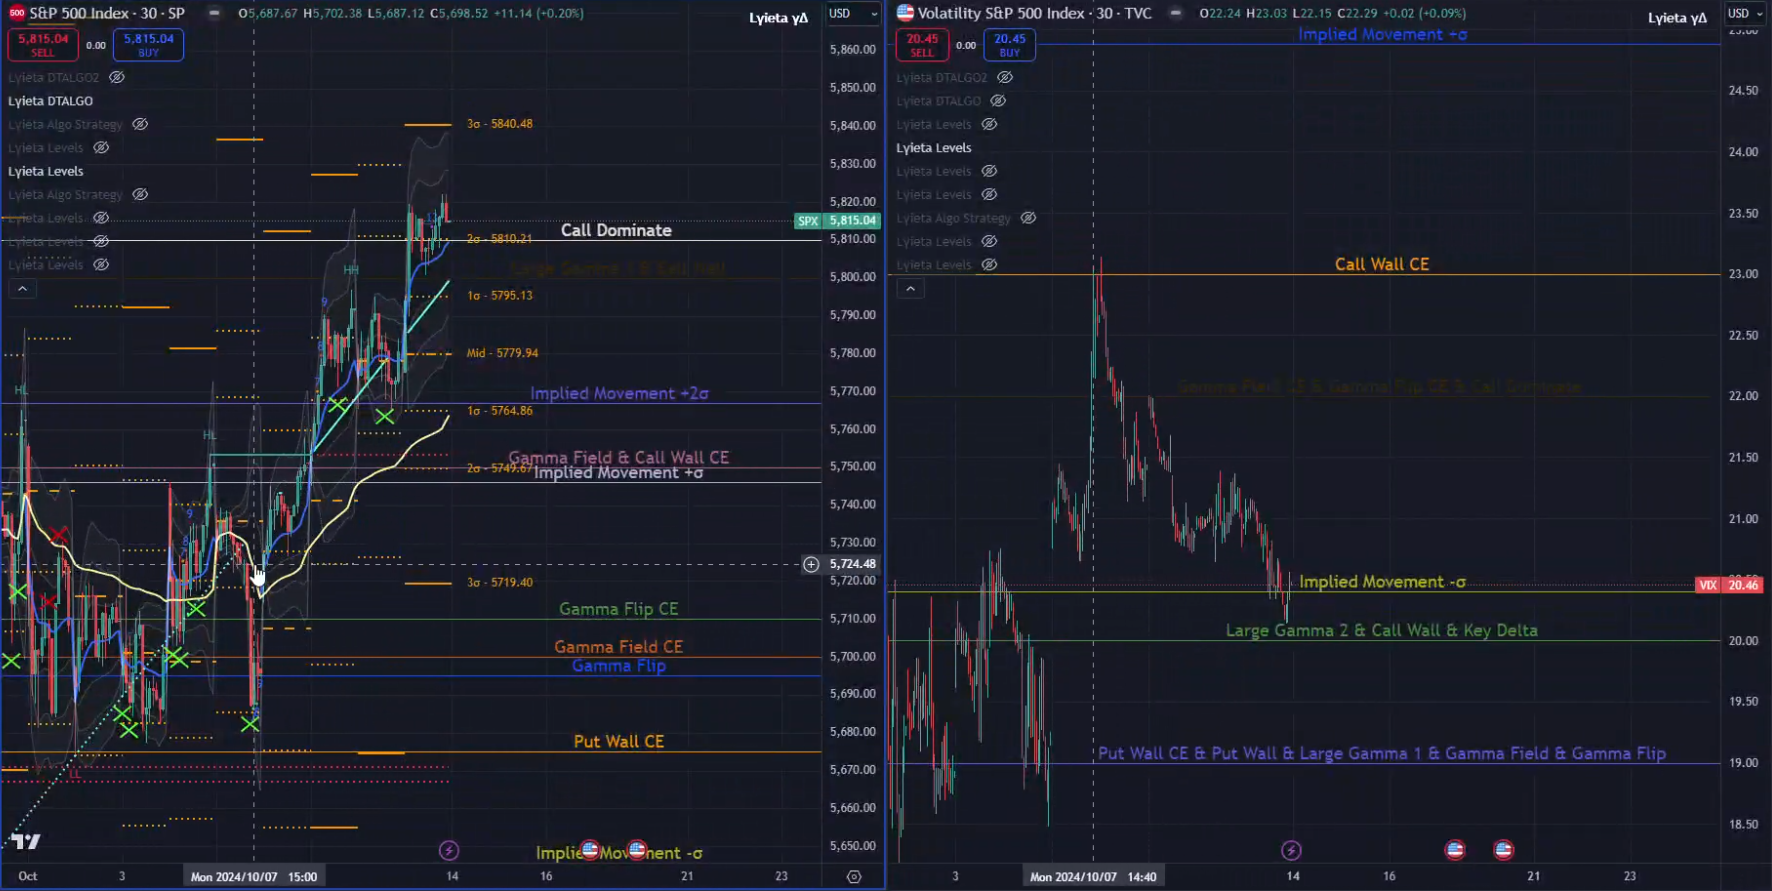 500 S&P 500 Index · 30 · SP O5,687.67 H5,702.38 L5,687.12 C5,698.52 +11.14 (+0.20%)
Lyieta γΔ
USD
5,815.04
SELL
0.00
5,815.04
BUY
Lyieta DTALGO2
Lyieta DTALGO
Lyieta Algo Strategy
Lyieta Levels
Lyieta Levels
Lyieta Algo Strategy
Lyieta Levels
Lyieta Levels
Lyieta Levels
3σ - 5840.48
Call Dominate
2σ - 5810.21
1σ - 5795.13
Mid - 5779.94
Implied Movement +2σ
1σ - 5764.86
Gamma Field & Call Wall CE
2σ - 5749.67
Implied Movement +σ
3σ - 5719.40
Gamma Flip CE
Gamma Field CE
Gamma Flip
Put Wall CE
Implied Movement -σ
HL
HL
HH
LL
9
8
9
8
7
9
5,860.00
5,850.00
5,840.00
5,830.00
5,820.00
SPX 5,815.04
5,810.00
5,800.00
5,790.00
5,780.00
5,770.00
5,760.00
5,750.00
5,740.00
5,730.00
5,724.48
5,720.00
5,710.00
5,700.00
5,690.00
5,680.00
5,670.00
5,660.00
5,650.00
Oct
3
Mon 2024/10/07 15:00
14
16
21
23
Volatility S&P 500 Index · 30 · TVC O22.24 H23.03 L22.15 C22.29 +0.02 (+0.09%)
Lyieta γΔ
USD
20.45
SELL
0.00
20.45
BUY
Lyieta DTALGO2
Lyieta DTALGO
Lyieta Levels
Lyieta Levels
Lyieta Levels
Lyieta Levels
Lyieta Algo Strategy
Lyieta Levels
Lyieta Levels
Implied Movement +σ
Call Wall CE
Gamma Field CE & Gamma Flip CE & Call Dominate
Implied Movement -σ
Large Gamma 2 & Call Wall & Key Delta
Put Wall CE & Put Wall & Large Gamma 1 & Gamma Field & Gamma Flip
24.50
24.00
23.50
23.00
22.50
22.00
21.50
21.00
VIX 20.46
20.00
19.50
19.00
18.50
3
Mon 2024/10/07 14:40
14
16
21
23